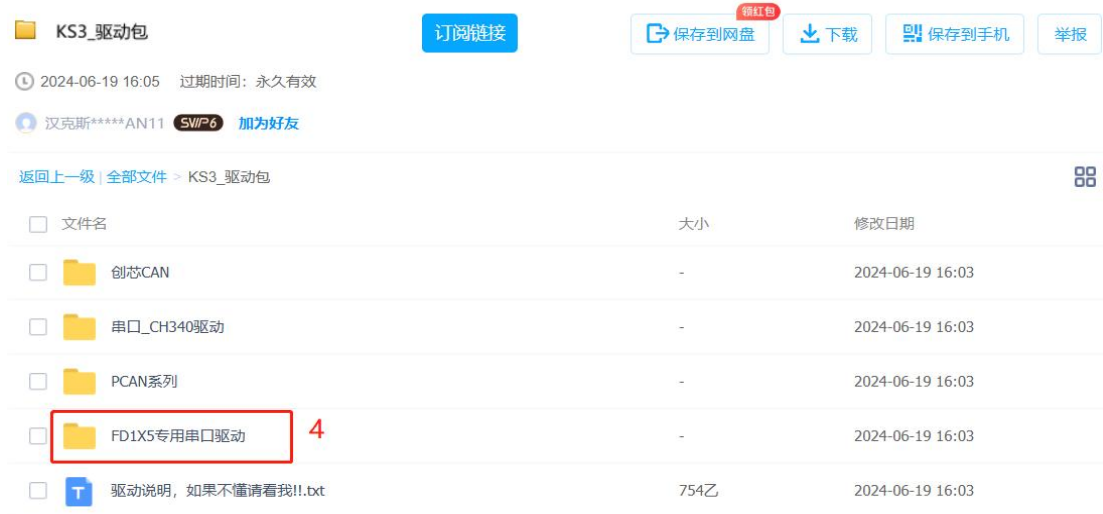 KS3_驱动包 订阅链接 领红包 保存到网盘 下载 保存到手机 举报
2024-06-19 16:05 过期时间：永久有效
汉克斯*****AN11 SVIP6 加为好友
返回上一级 | 全部文件 > KS3_驱动包
文件名 大小 修改日期
创芯CAN - 2024-06-19 16:03
串口_CH340驱动 - 2024-06-19 16:03
PCAN系列 - 2024-06-19 16:03
FD1X5专用串口驱动 4 - 2024-06-19 16:03
T 驱动说明，如果不懂请看我!!.txt 754乙 2024-06-19 16:03